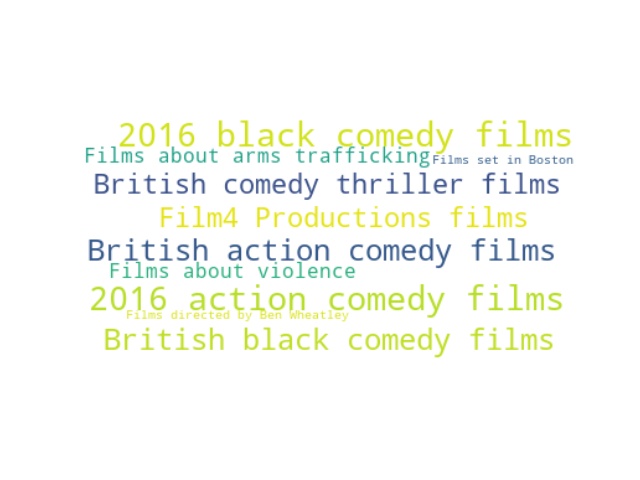 2016 black comedy films
Films about arms trafficking
Films set in Boston
British comedy thriller films
Film4 Productions films
British action comedy films
Films about violence
2016 action comedy films
Films directed by Ben Wheatley
British black comedy films